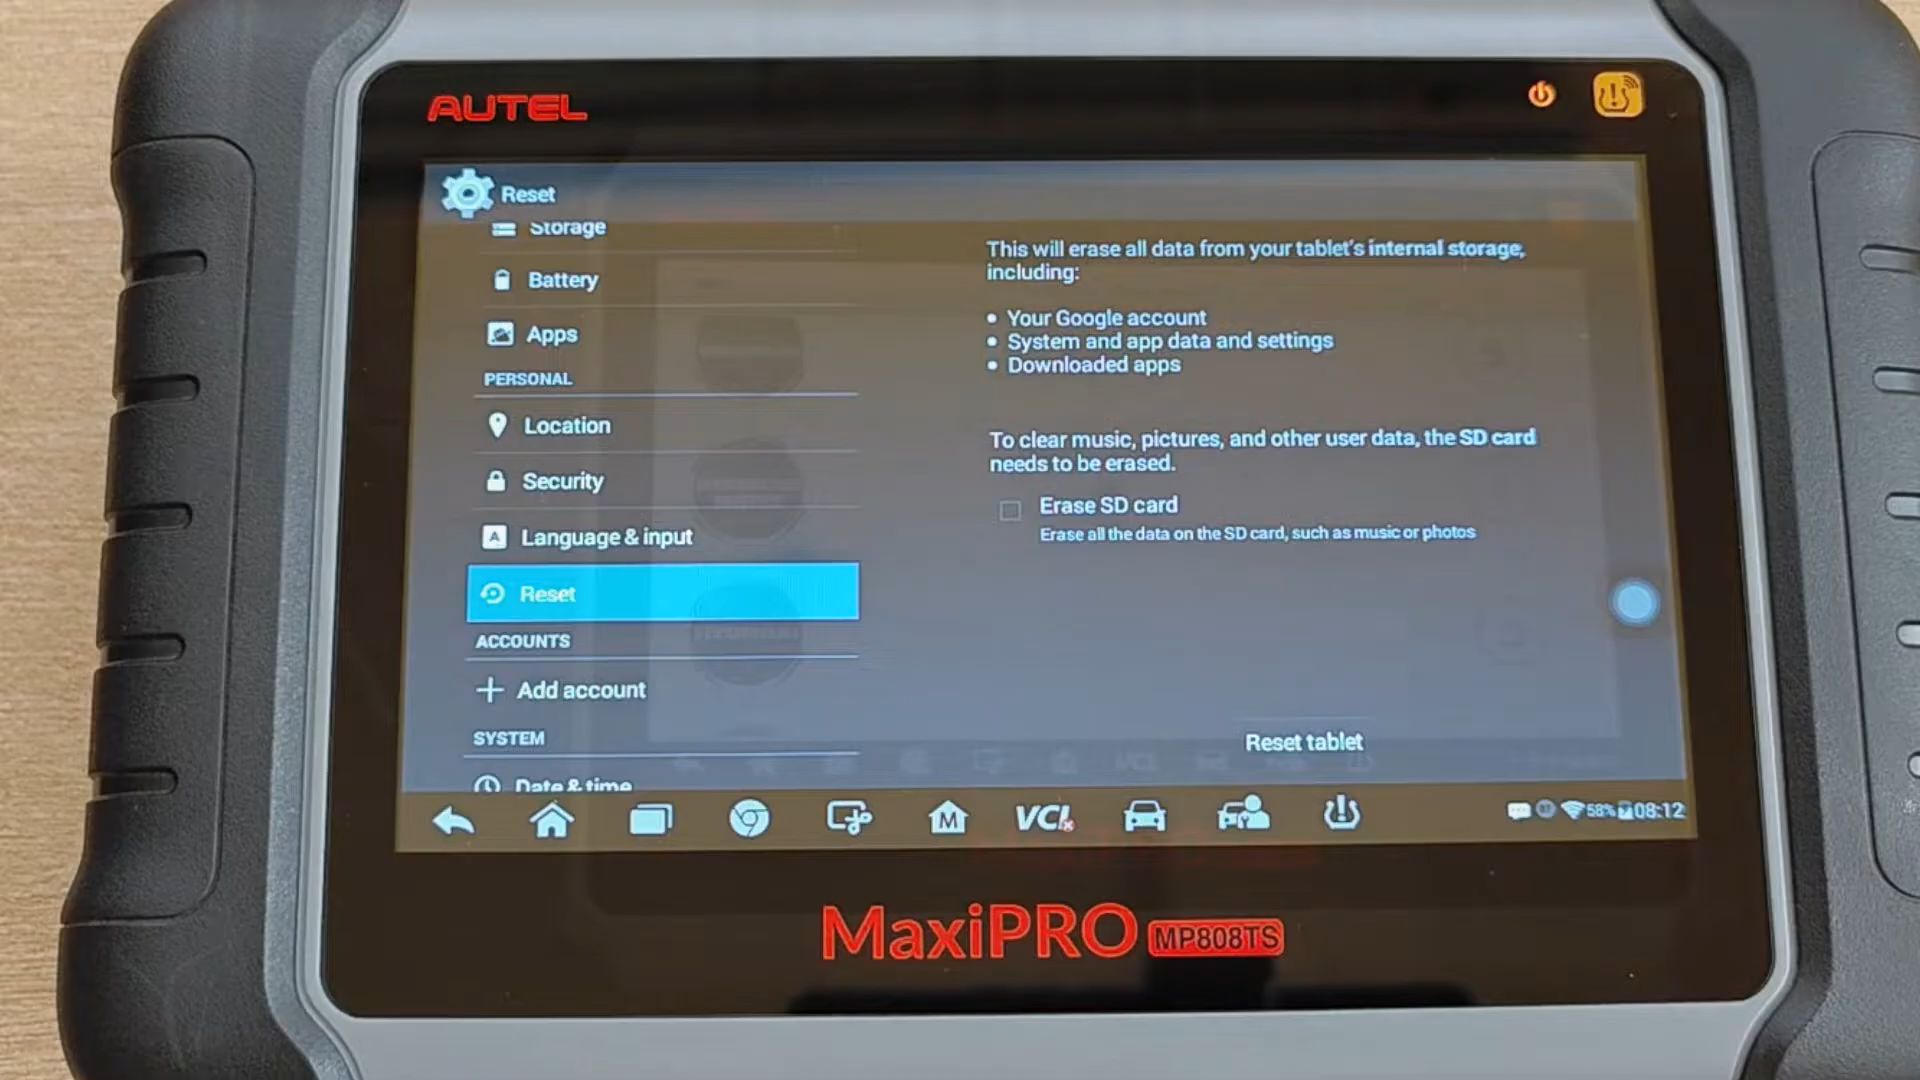 AUTEL
Reset
Storage
Battery
Apps
PERSONAL
Location
Security
A Language & input
Reset
ACCOUNTS
Add account
SYSTEM
Date & time
This will erase all data from your tablet's internal storage,
including:
• Your Google account
• System and app data and settings
• Downloaded apps
To clear music, pictures, and other user data, the SD card
needs to be erased.
Erase SD card
Erase all the data on the SD card, such as music or photos
Reset tablet
M
VCI
58%
08:12
MaxiPRO MP808TS